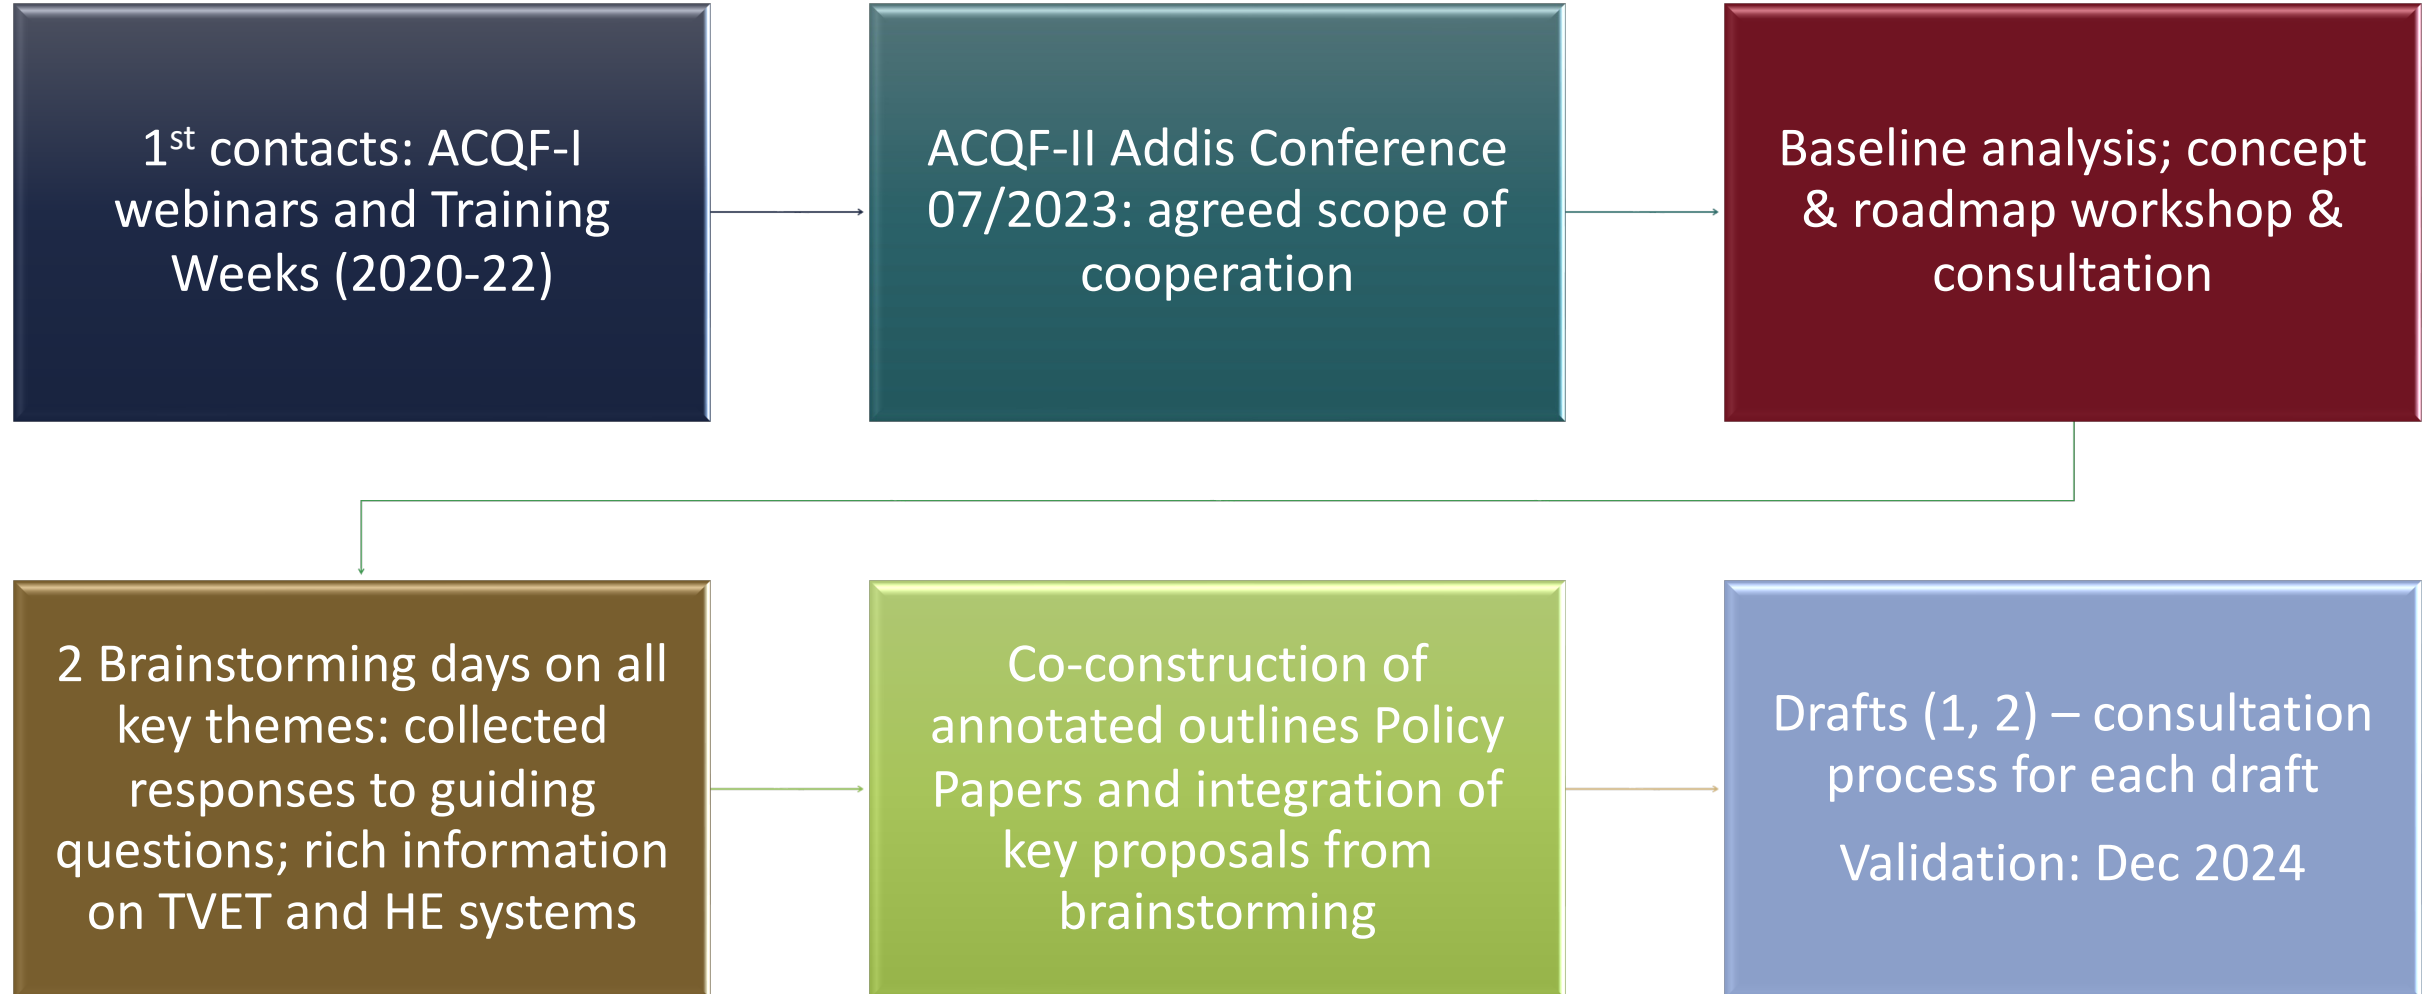 1st contacts: ACQF-I
webinars and Training
Weeks (2020-22)
ACQF-II Addis Conference
07/2023: agreed scope of
cooperation
Baseline analysis; concept
& roadmap workshop &
consultation
2 Brainstorming days on all
key themes: collected
responses to guiding
questions; rich information
on TVET and HE systems
Co-construction of
annotated outlines Policy
Papers and integration of
key proposals from
brainstorming
Drafts (1, 2) – consultation
process for each draft
Validation: Dec 2024